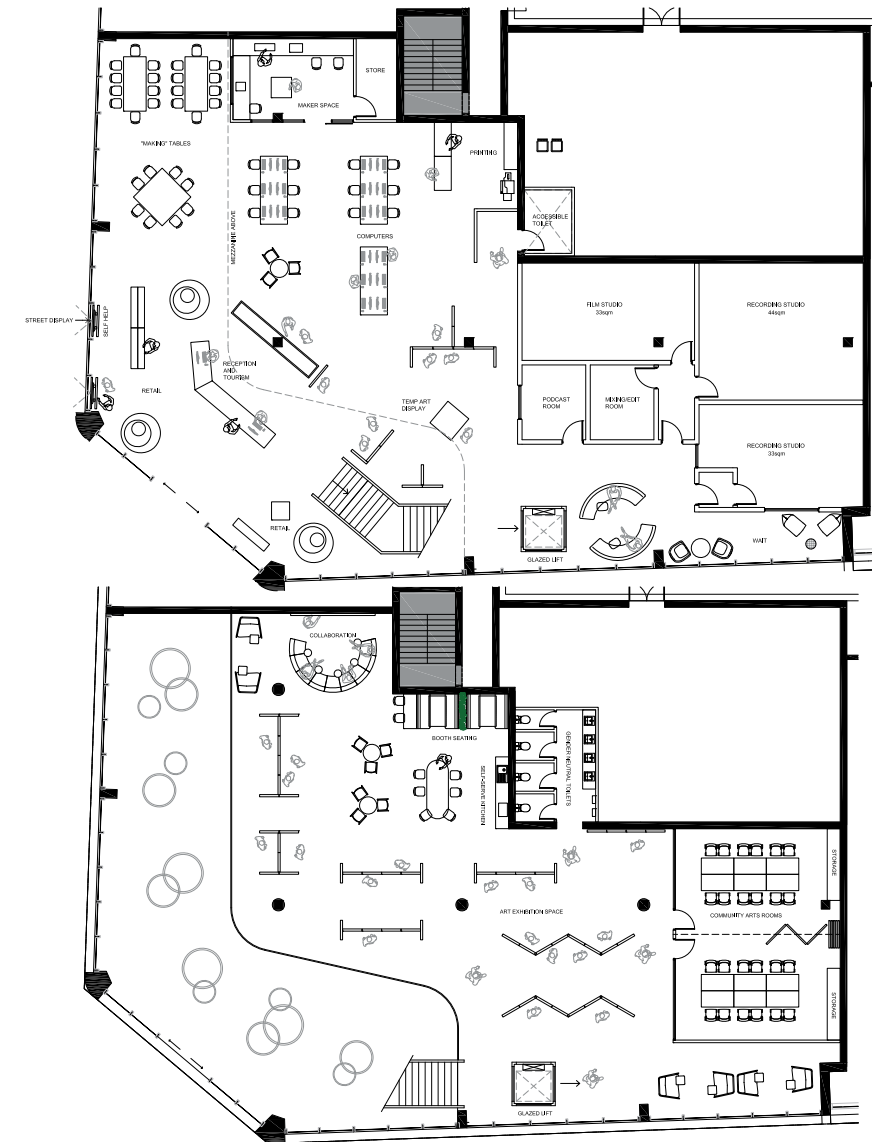 STORE
MAKER SPACE
"MAKING" TABLES
PRINTING
MEZZANINE ABOVE
COMPUTERS
ACCESSIBLE
TOILET
STREET DISPLAY
SELF HELP
FILM STUDIO
33sqm
RECORDING STUDIO
44sqm
RECEPTION
AND
TOURISM
RETAIL
TEMP ART
DISPLAY
PODCAST
ROOM
MIXING/EDIT
ROOM
RECORDING STUDIO
33sqm
RETAIL
GLAZED LIFT
WAIT
COLLABORATION
BOOTH SEATING
SELF-SERVE KITCHEN
GENDER NEUTRAL TOILETS
STORAGE
ART EXHIBITION SPACE
COMMUNITY ARTS ROOMS
STORAGE
GLAZED LIFT